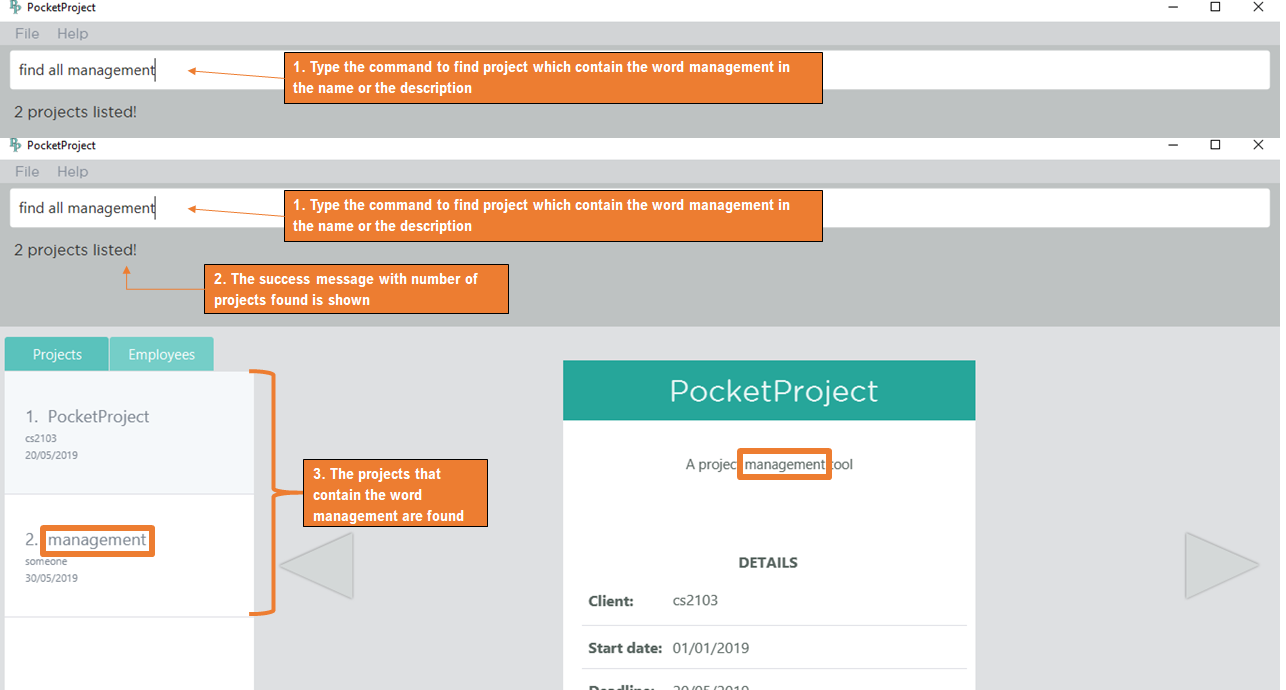 PocketProject
File Help
find all management
1. Type the command to find project which contain the word management in
the name or the description
2 projects listed!
PocketProject
File Help
find all management
1. Type the command to find project which contain the word management in
the name or the description
2 projects listed!
2. The success message with number of
projects found is shown
Projects Employees
1. PocketProject
cs2103
20/05/2019
2. management
someone
30/05/2019
3. The projects that
contain the word
management are found
PocketProject
A project management tool
DETAILS
Client: cs2103
Start date: 01/01/2019
Deadline: 20/05/2019